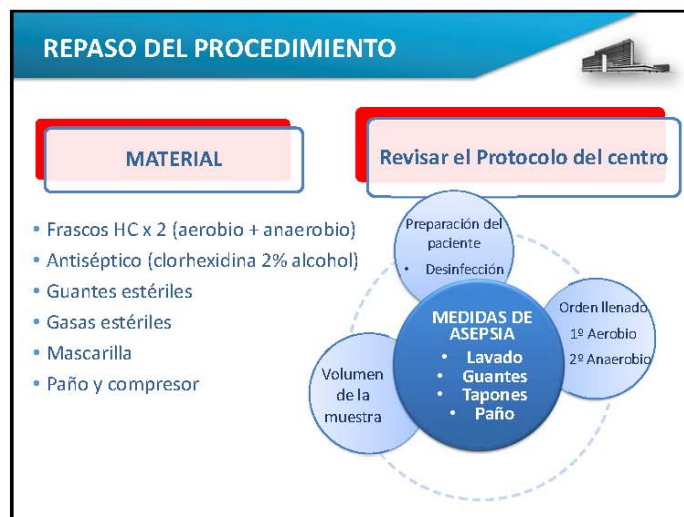 REPASO DEL PROCEDIMIENTO
MATERIAL
• Frascos HC x 2 (aerobio + anaerobio)
• Antiséptico (clorhexidina 2% alcohol)
• Guantes estériles
• Gasas estériles
• Mascarilla
• Paño y compresor
Revisar el Protocolo del centro
Preparación del
paciente
• Desinfección
Orden llenado
1º Aerobio
2º Anaerobio
MEDIDAS DE
ASEPSIA
• Lavado
• Guantes
• Tapones
• Paño
Volumen
de la
muestra